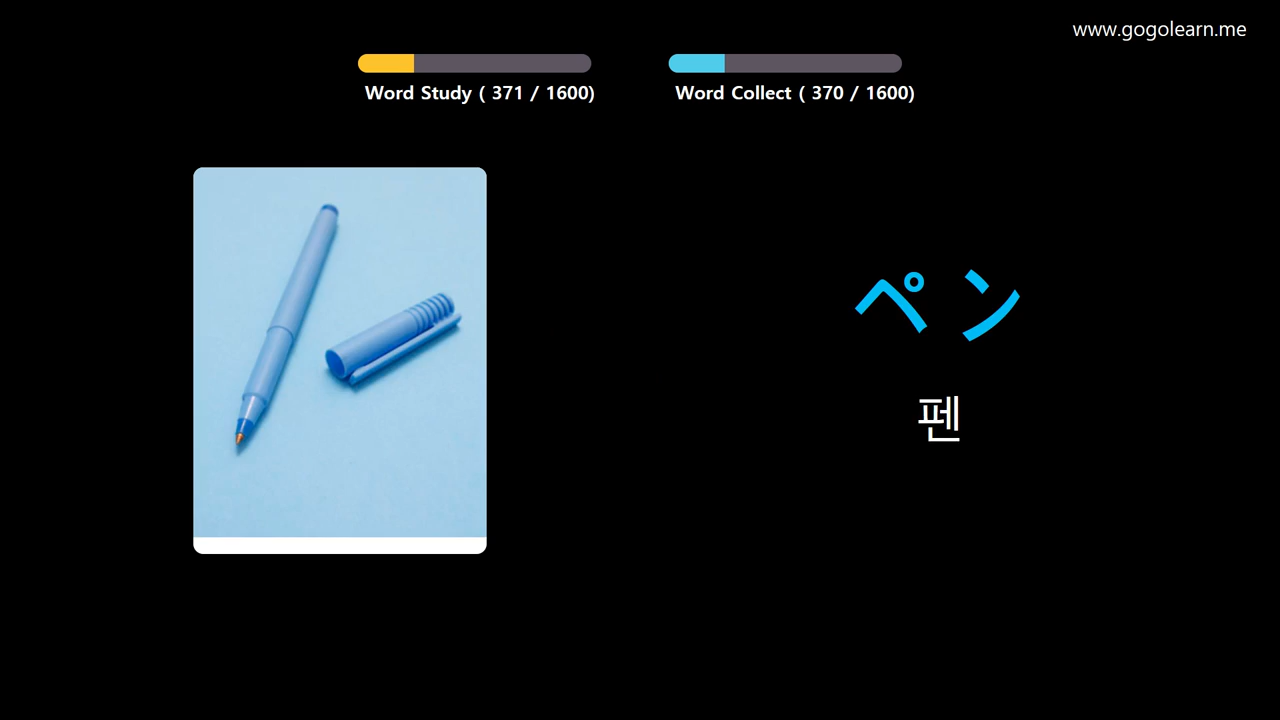 www.gogolearn.me
Word Study ( 371 / 1600)
Word Collect ( 370 / 1600)
ペン
펜